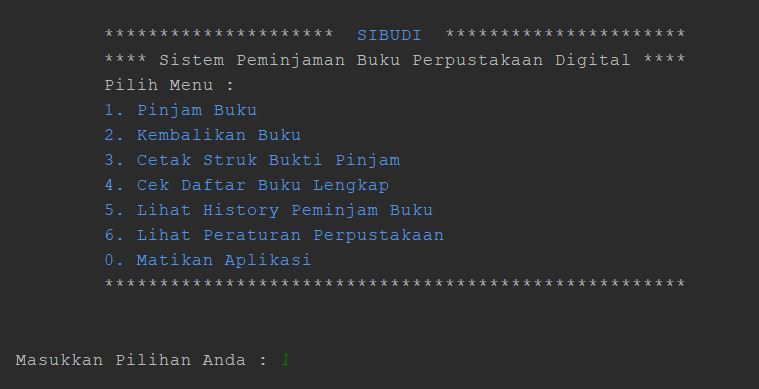 *********************  SIBUDI  **********************
**** Sistem Peminjaman Buku Perpustakaan Digital ****
Pilih Menu :
1. Pinjam Buku
2. Kembalikan Buku
3. Cetak Struk Bukti Pinjam
4. Cek Daftar Buku Lengkap
5. Lihat History Peminjam Buku
6. Lihat Peraturan Perpustakaan
0. Matikan Aplikasi
*****************************************************
Masukkan Pilihan Anda : 1